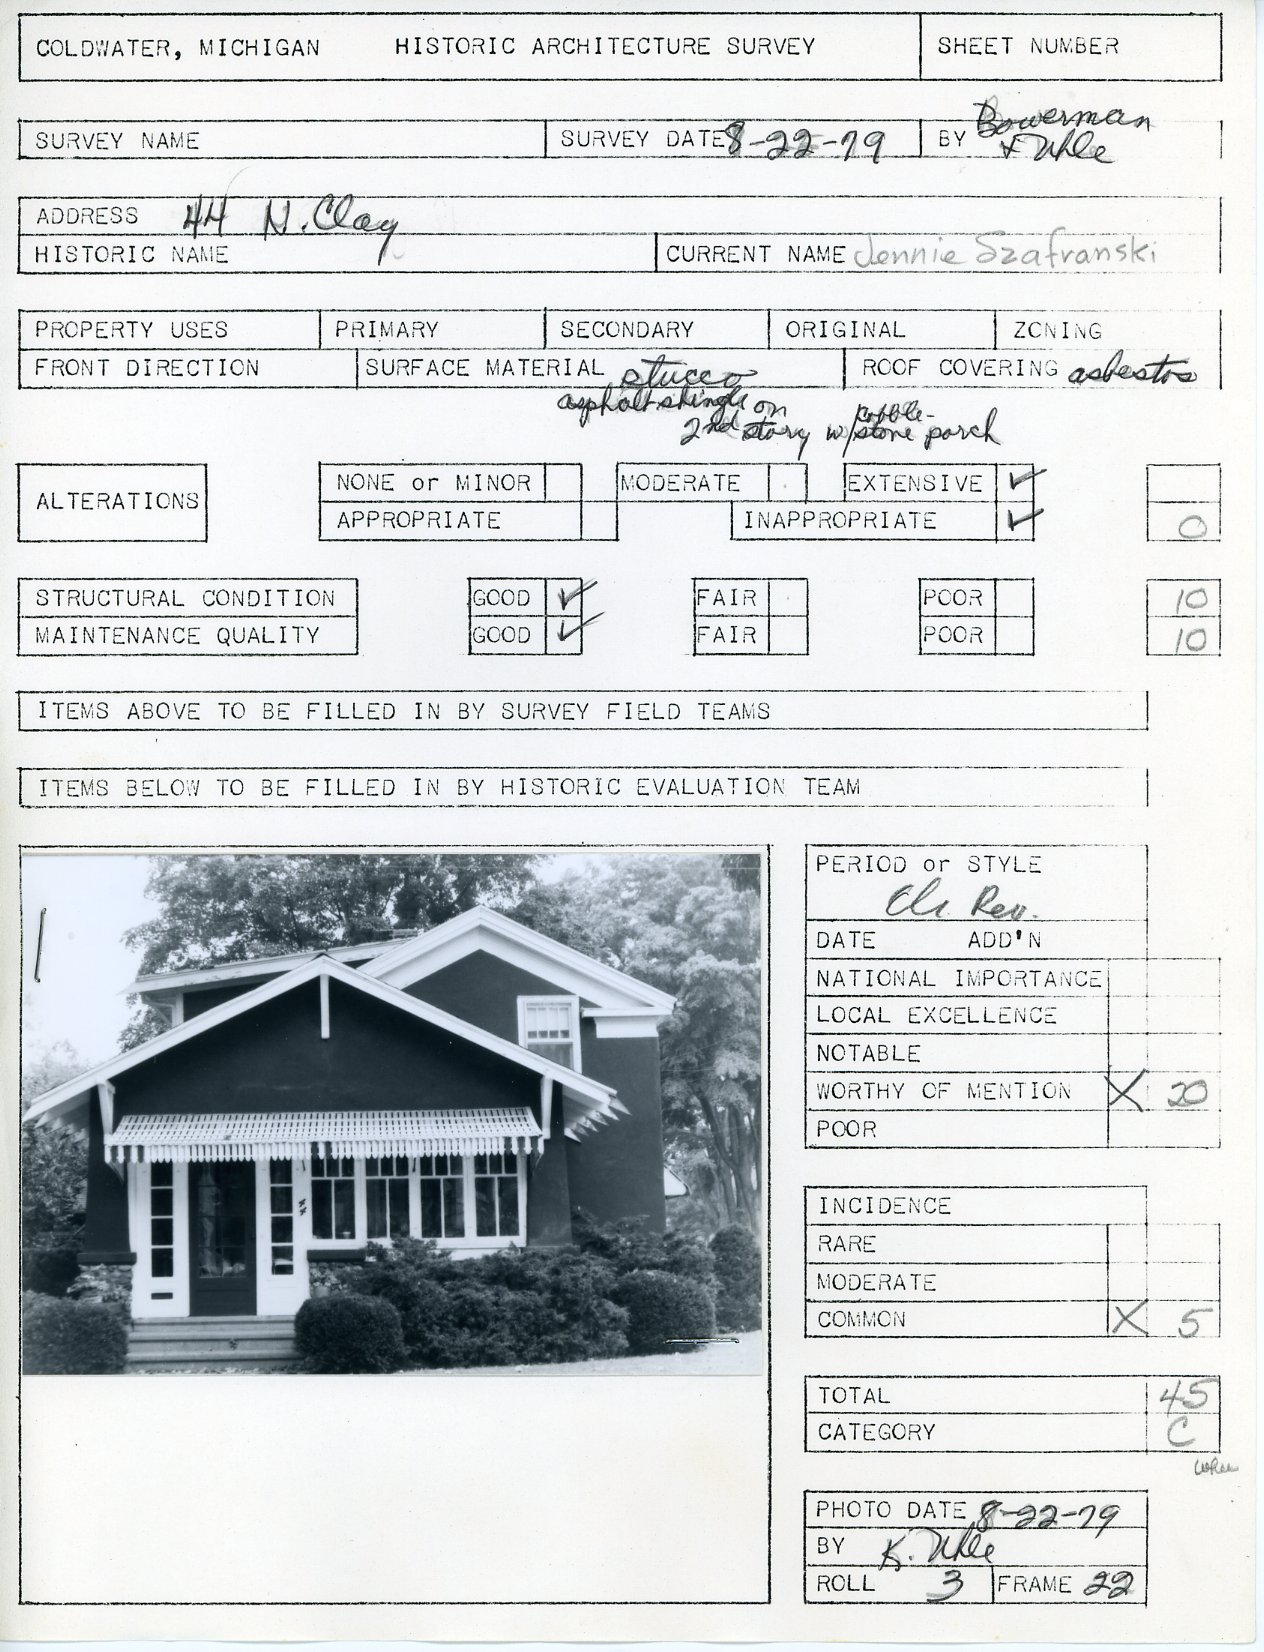 COLDWATER, MICHIGAN HISTORIC ARCHITECTURE SURVEY SHEET NUMBER
SURVEY NAME SURVEY DATE 8-22-79 BY Bowerman
+ Uhle
ADDRESS 44 N. Clay
HISTORIC NAME CURRENT NAME Jennie Szafranski
PROPERTY USES PRIMARY SECONDARY ORIGINAL ZONING
FRONT DIRECTION SURFACE MATERIAL stucco ROOF COVERING asbestos
asphalt shingle on
2nd story w/ cobble-
stone porch
ALTERATIONS NONE or MINOR MODERATE EXTENSIVE ✓
APPROPRIATE INAPPROPRIATE ✓ 0
STRUCTURAL CONDITION GOOD ✓ FAIR POOR 10
MAINTENANCE QUALITY GOOD ✓ FAIR POOR 10
ITEMS ABOVE TO BE FILLED IN BY SURVEY FIELD TEAMS
ITEMS BELOW TO BE FILLED IN BY HISTORIC EVALUATION TEAM
PERIOD or STYLE
Rev.
DATE ADD'N
NATIONAL IMPORTANCE
LOCAL EXCELLENCE
NOTABLE
WORTHY OF MENTION X 20
POOR
INCIDENCE
RARE
MODERATE
COMMON X 5
TOTAL 45
CATEGORY C
PHOTO DATE 8-22-79
BY K. Uhle
ROLL 3 FRAME 22